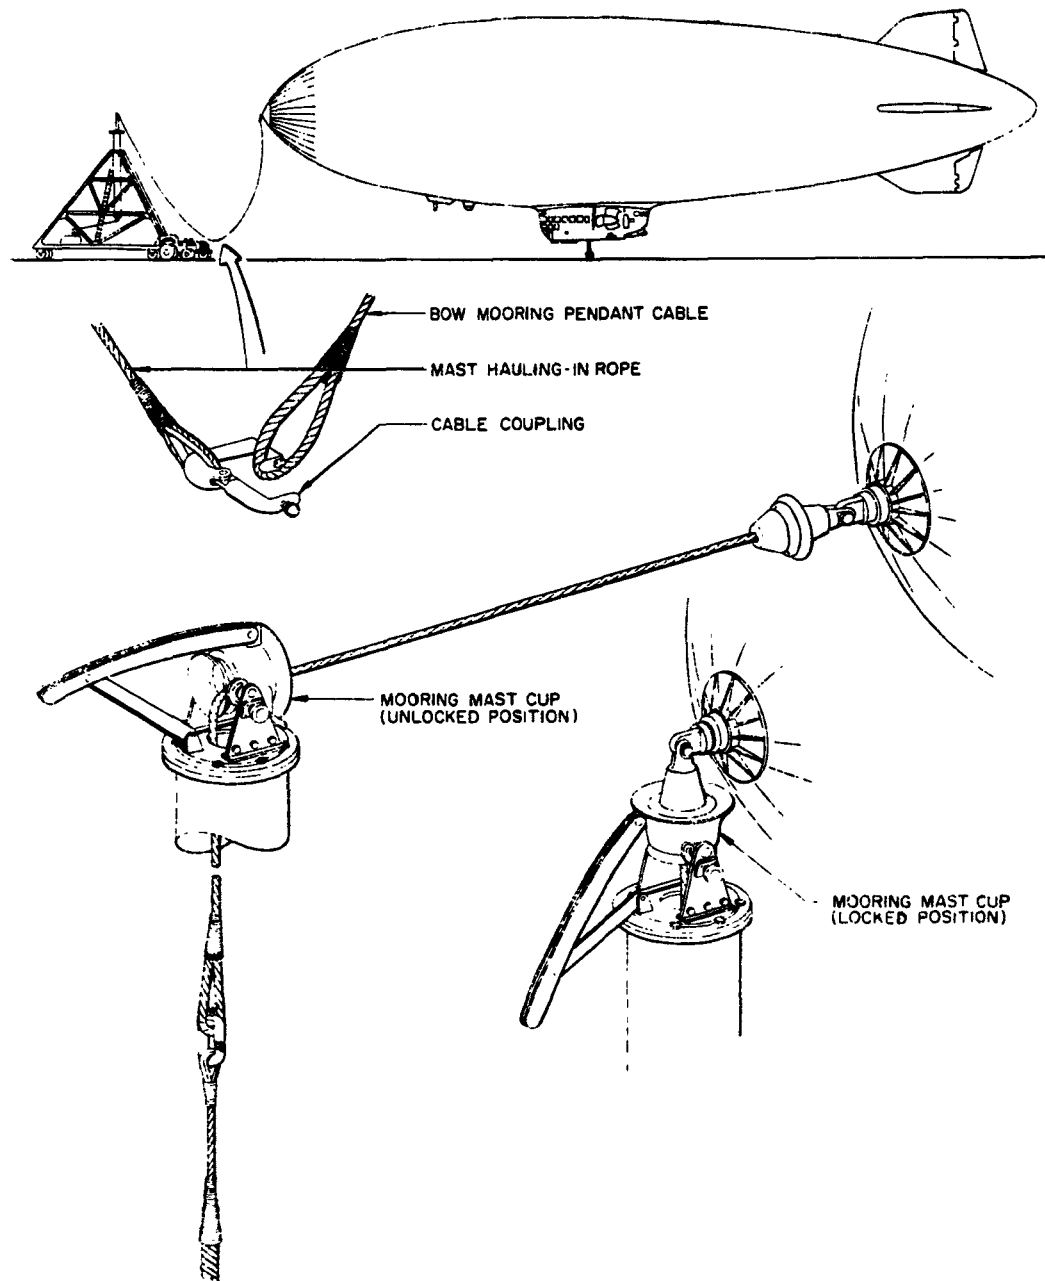 BOW MOORING PENDANT CABLE
MAST HAULING-IN ROPE
CABLE COUPLING
MOORING MAST CUP
(UNLOCKED POSITION)
MOORING MAST CUP
(LOCKED POSITION)